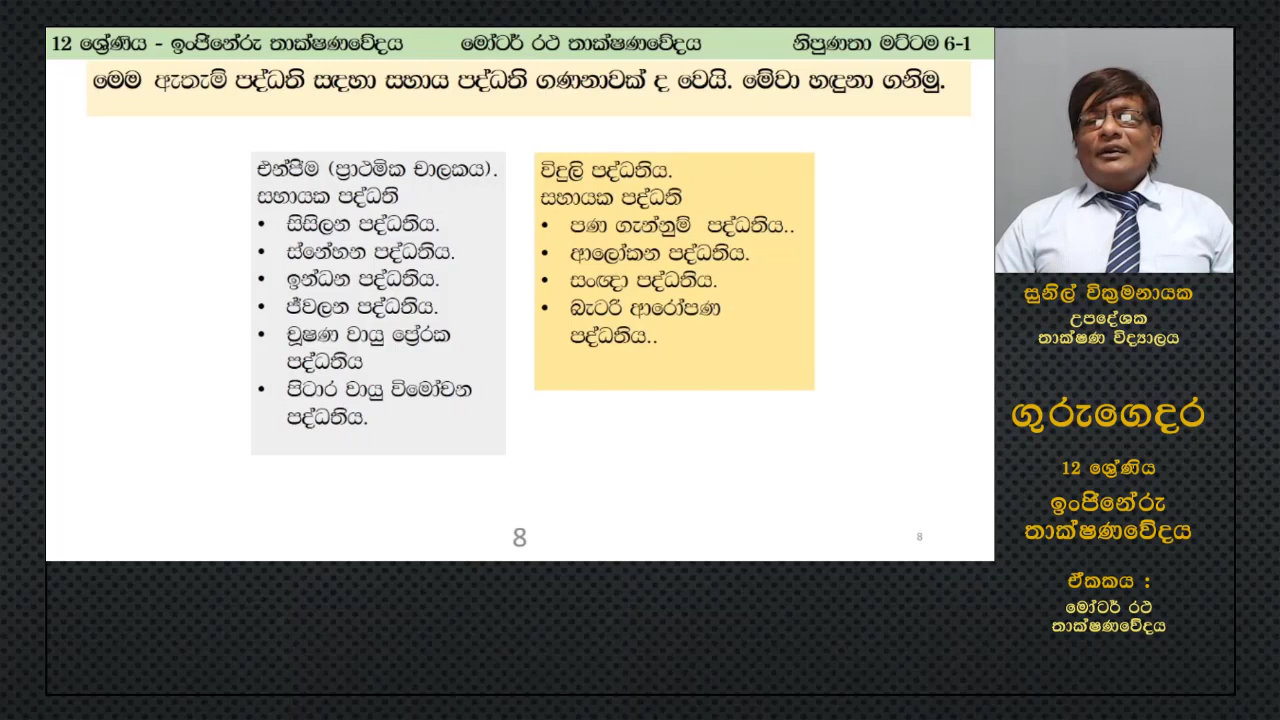 12 ශ්‍රේණිය - ඉංජිනේරු තාක්ෂණවේදය මෝටර් රථ තාක්ෂණවේදය නිපුණතා මට්ටම 6-1
මෙම ඇතැම් පද්ධති සඳහා සහාය පද්ධති ගණනාවක් ද වෙයි. මේවා හඳුනා ගනිමු.
එන්ජිම (ප්‍රාථමික චාලකය).
සහායක පද්ධති
• සිසිලන පද්ධතිය.
• ස්නේහන පද්ධතිය.
• ඉන්ධන පද්ධතිය.
• ජ්වලන පද්ධතිය.
• චූෂණ වායු ප්‍රේරක
පද්ධතිය
• පිටාර වායු විමෝචන
පද්ධතිය.
විදුලි පද්ධතිය.
සහායක පද්ධති
• පණ ගැන්නුම් පද්ධතිය..
• ආලෝකන පද්ධතිය.
• සංඥා පද්ධතිය.
• බැටරි ආරෝපණ
පද්ධතිය..
8
8
සුනිල් වික්‍රමනායක
උපදේශක
තාක්ෂණ විද්‍යාලය
ගුරුගෙදර
12 ශ්‍රේණිය
ඉංජිනේරු
තාක්ෂණවේදය
ඒකකය :
මෝටර් රථ
තාක්ෂණවේදය